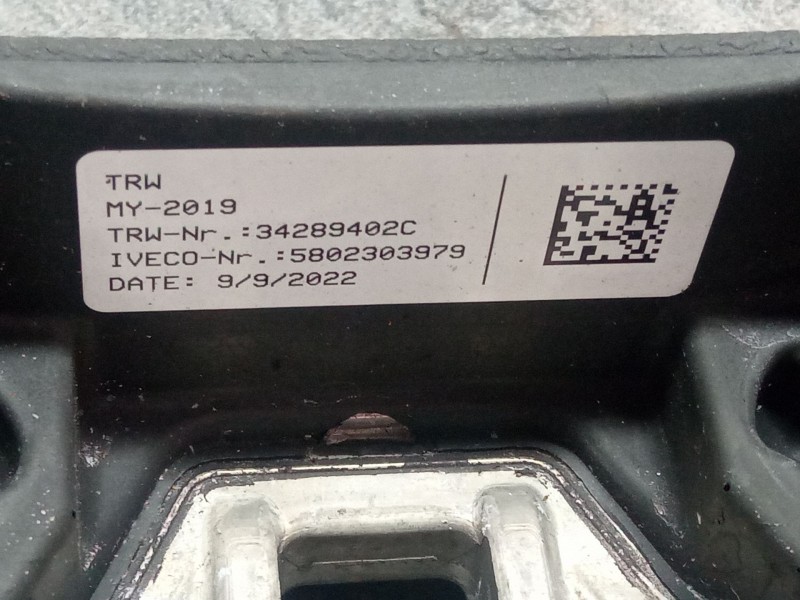 TRW
MY-2019
TRW-Nr.:34289402C
IVECO-Nr.:5802303979
DATE: 9/9/2022